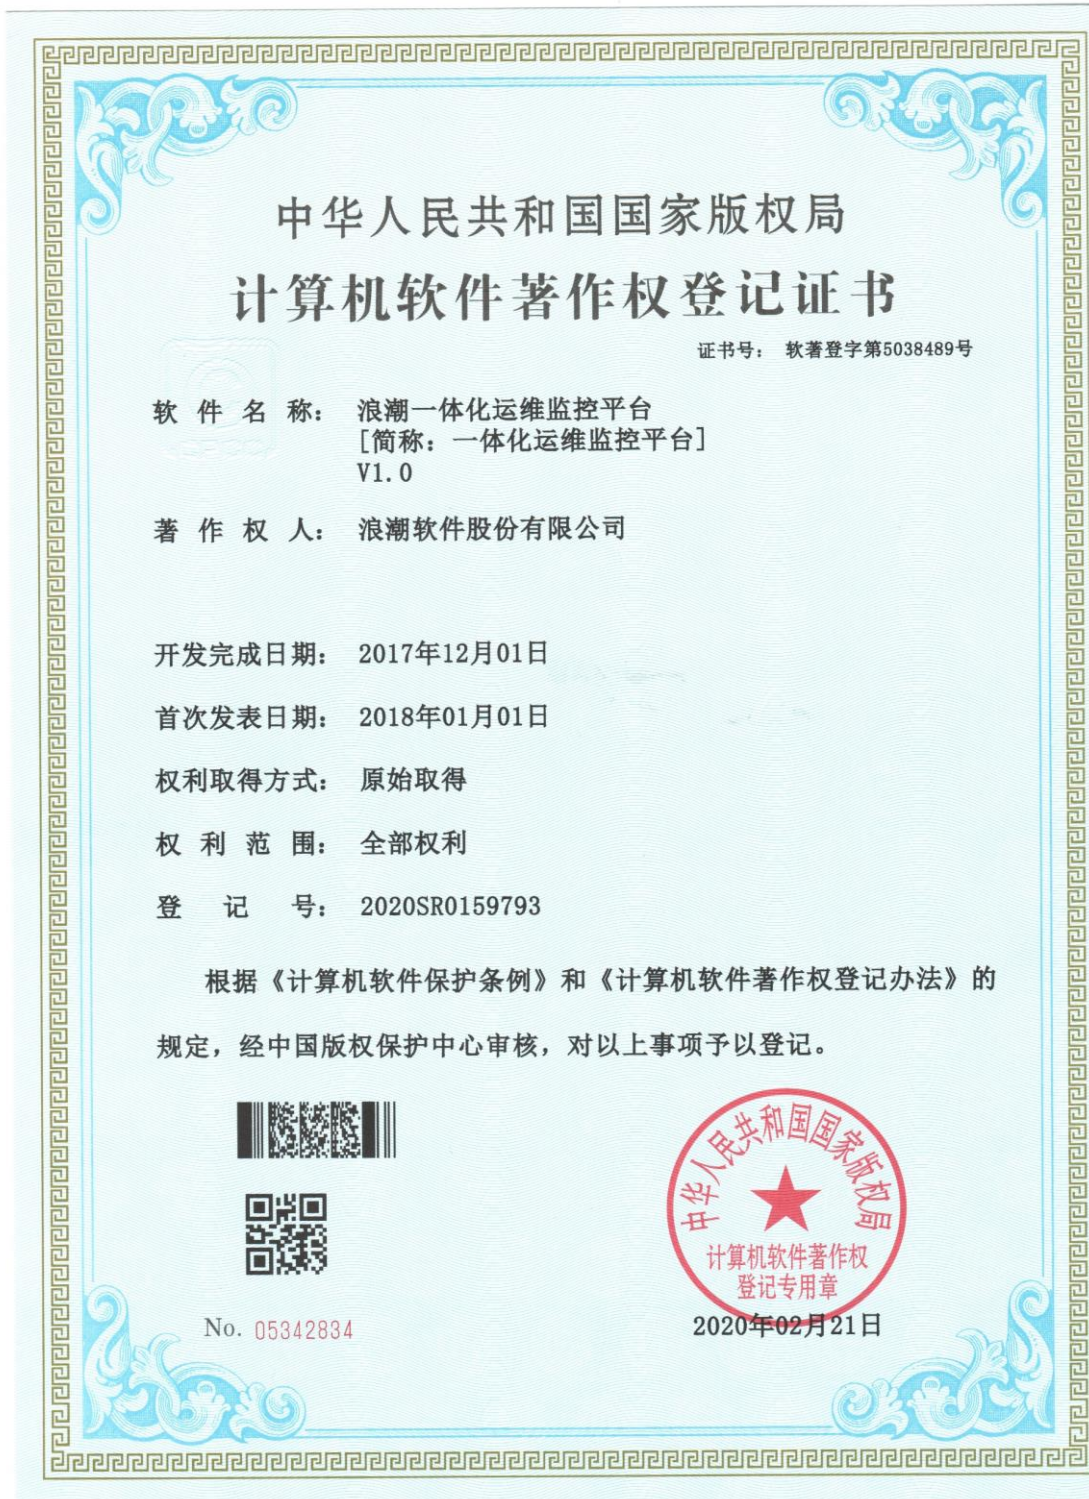 中华人民共和国国家版权局
计算机软件著作权登记证书
证书号： 软著登字第5038489号
软件名称： 浪潮一体化运维监控平台
[简称：一体化运维监控平台]
V1.0
著作权人： 浪潮软件股份有限公司
开发完成日期： 2017年12月01日
首次发表日期： 2018年01月01日
权利取得方式： 原始取得
权利范围： 全部权利
登记号： 2020SR0159793
根据《计算机软件保护条例》和《计算机软件著作权登记办法》的
规定，经中国版权保护中心审核，对以上事项予以登记。
中华人民共和国国家版权局
计算机软件著作权
登记专用章
No. 05342834
2020年02月21日